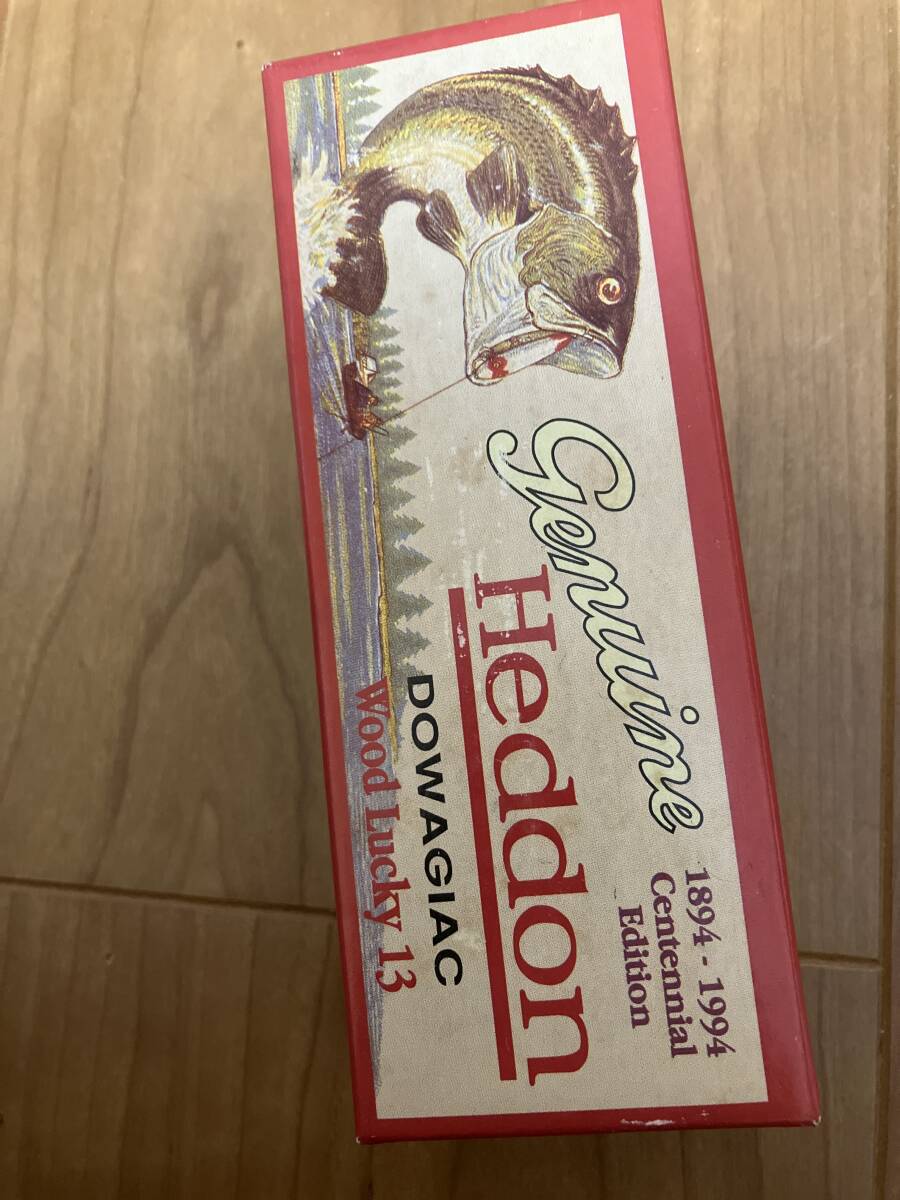 Genuine
1894 - 1994
Centennial
Edition
Heddon
DOWAGIAC
Wood Lucky 13